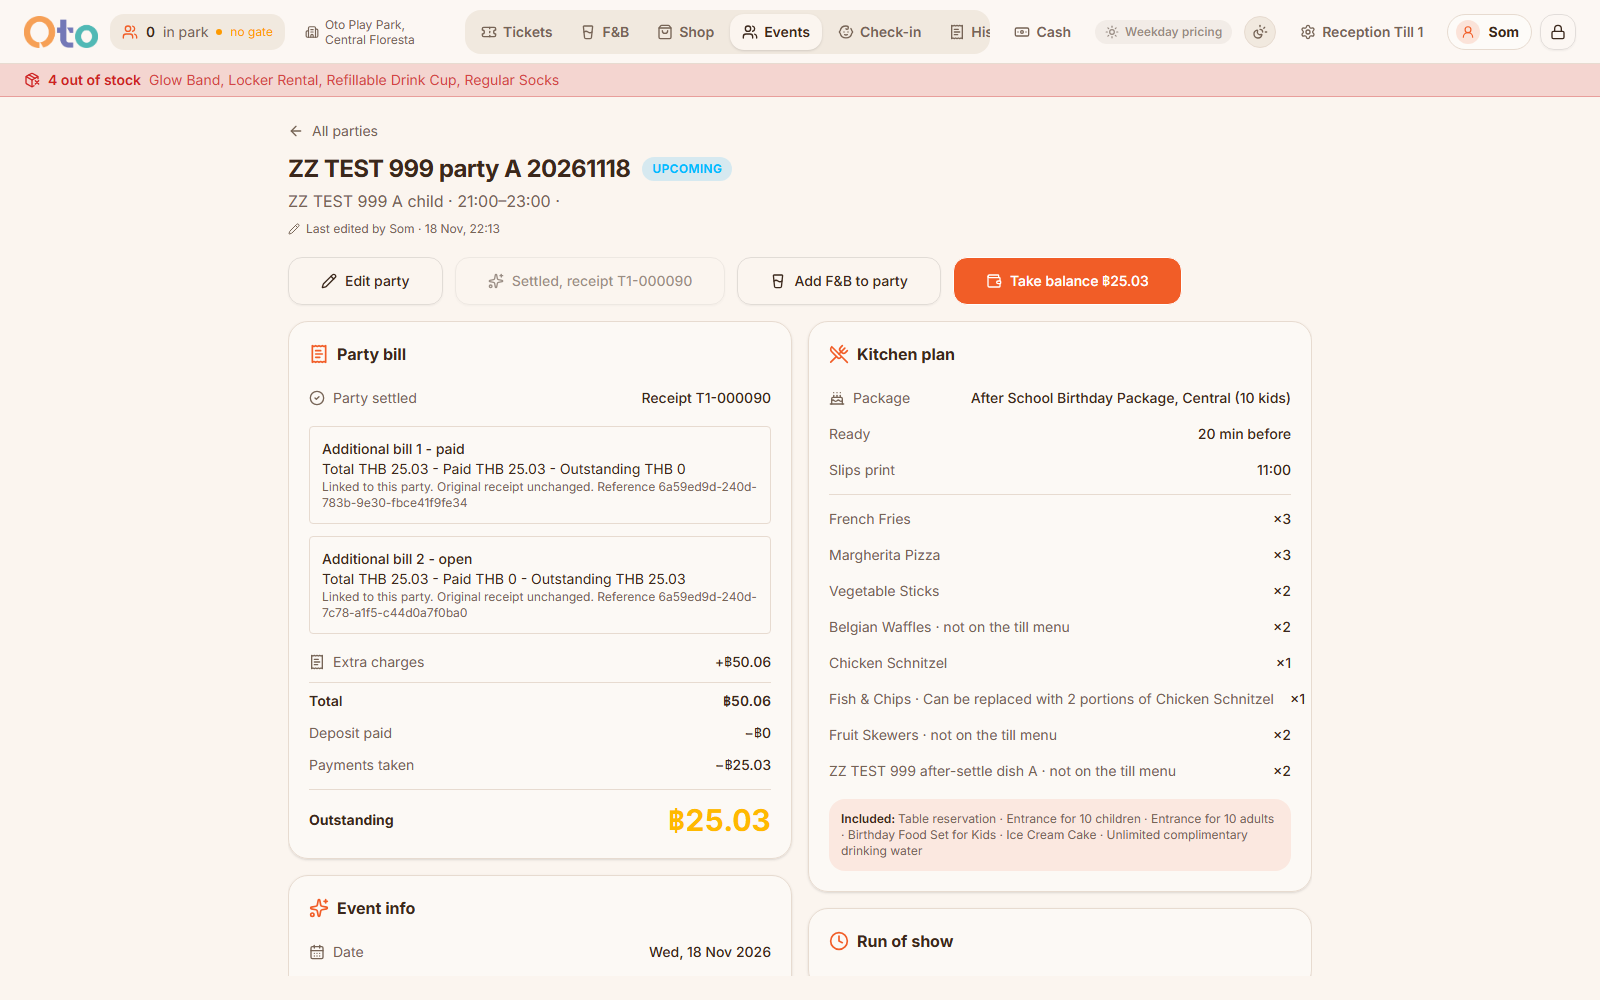 Oto
0 in park • no gate
Oto Play Park,
Central Floresta
Tickets
F&B
Shop
Events
Check-in
His
Cash
Weekday pricing
Reception Till 1
Som
4 out of stock Glow Band, Locker Rental, Refillable Drink Cup, Regular Socks
All parties
ZZ TEST 999 party A 20261118 UPCOMING
ZZ TEST 999 A child · 21:00–23:00 ·
Last edited by Som · 18 Nov, 22:13
Edit party
Settled, receipt T1-000090
Add F&B to party
Take balance ฿25.03
Party bill
Party settled Receipt T1-000090
Additional bill 1 - paid
Total THB 25.03 - Paid THB 25.03 - Outstanding THB 0
Linked to this party. Original receipt unchanged. Reference 6a59ed9d-240d-
783b-9e30-fbce41f9fe34
Additional bill 2 - open
Total THB 25.03 - Paid THB 0 - Outstanding THB 25.03
Linked to this party. Original receipt unchanged. Reference 6a59ed9d-240d-
7c78-a1f5-c44d0a7f0ba0
Extra charges +฿50.06
Total ฿50.06
Deposit paid –฿0
Payments taken –฿25.03
Outstanding ฿25.03
Event info
Date Wed, 18 Nov 2026
Kitchen plan
Package After School Birthday Package, Central (10 kids)
Ready 20 min before
Slips print 11:00
French Fries ×3
Margherita Pizza ×3
Vegetable Sticks ×2
Belgian Waffles · not on the till menu ×2
Chicken Schnitzel ×1
Fish & Chips · Can be replaced with 2 portions of Chicken Schnitzel ×1
Fruit Skewers · not on the till menu ×2
ZZ TEST 999 after-settle dish A · not on the till menu ×2
Included: Table reservation · Entrance for 10 children · Entrance for 10 adults
· Birthday Food Set for Kids · Ice Cream Cake · Unlimited complimentary
drinking water
Run of show